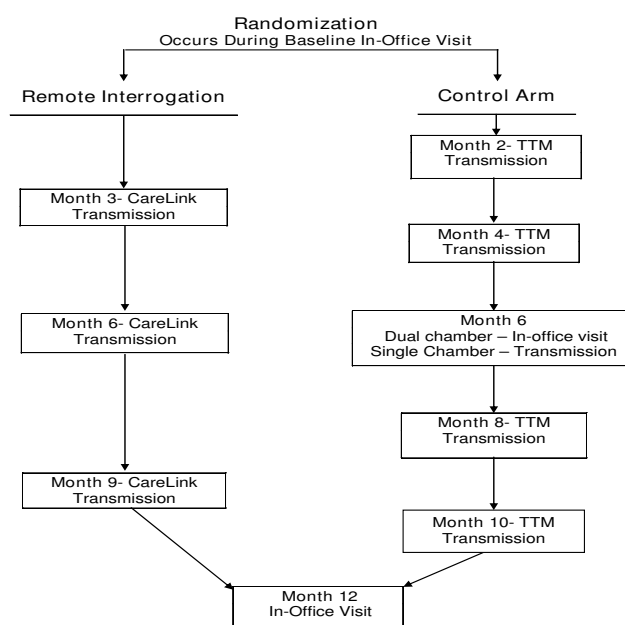 Randomization
Occurs During Baseline In-Office Visit
Remote Interrogation
Control Arm
Month 2- TTM
Transmission
Month 3- CareLink
Transmission
Month 4- TTM
Transmission
Month 6- CareLink
Transmission
Month 6
Dual chamber – In-office visit
Single Chamber – Transmission
Month 8- TTM
Transmission
Month 9- CareLink
Transmission
Month 10- TTM
Transmission
Month 12
In-Office Visit